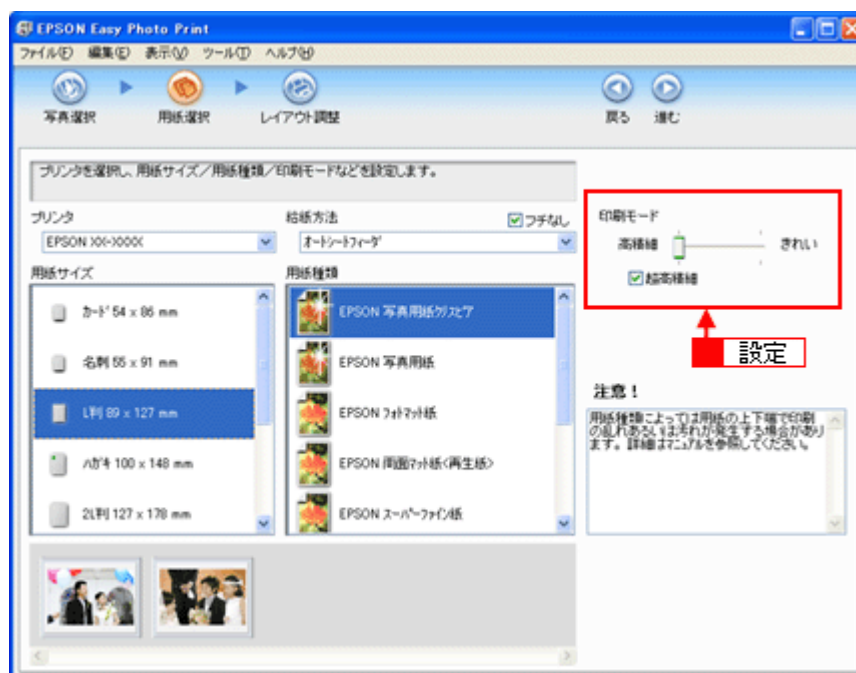 EPSON Easy Photo Print
ファイル(F) 編集(E) 表示(V) ツール(T) ヘルプ(H)
写真選択 用紙選択 レイアウト調整 戻る 進む
プリンタを選択し、用紙サイズ／用紙種類／印刷モードなどを設定します。
プリンタ 給紙方法 フチなし
EPSON XX-XXXX オートシートフィーダ
用紙サイズ 用紙種類
カード 54 x 86 mm
名刺 55 x 91 mm
L判 89 x 127 mm
ハガキ 100 x 148 mm
2L判 127 x 178 mm
EPSON 写真用紙クリスピア
EPSON 写真用紙
EPSON フォトマット紙
EPSON 両面マット紙<再生紙>
EPSON スーパーファイン紙
印刷モード
高精細 きれい
超高精細
設定
注意！
用紙種類によっては用紙の上下端で印刷
の乱れあるいは汚れが発生する場合があり
ます。詳細はマニュアルを参照してください。